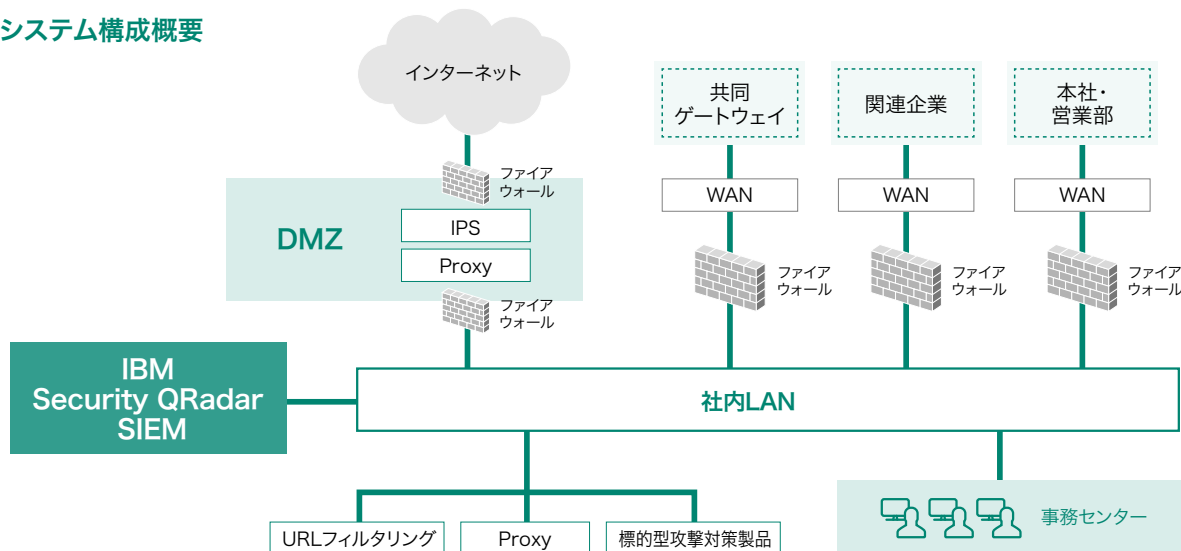 システム構成概要
インターネット
共同
ゲートウェイ
関連企業
本社・
営業部
ファイア
ウォール
WAN
WAN
WAN
DMZ
IPS
Proxy
ファイア
ウォール
ファイア
ウォール
ファイア
ウォール
ファイア
ウォール
IBM
Security QRadar
SIEM
社内LAN
URLフィルタリング
Proxy
標的型攻撃対策製品
事務センター